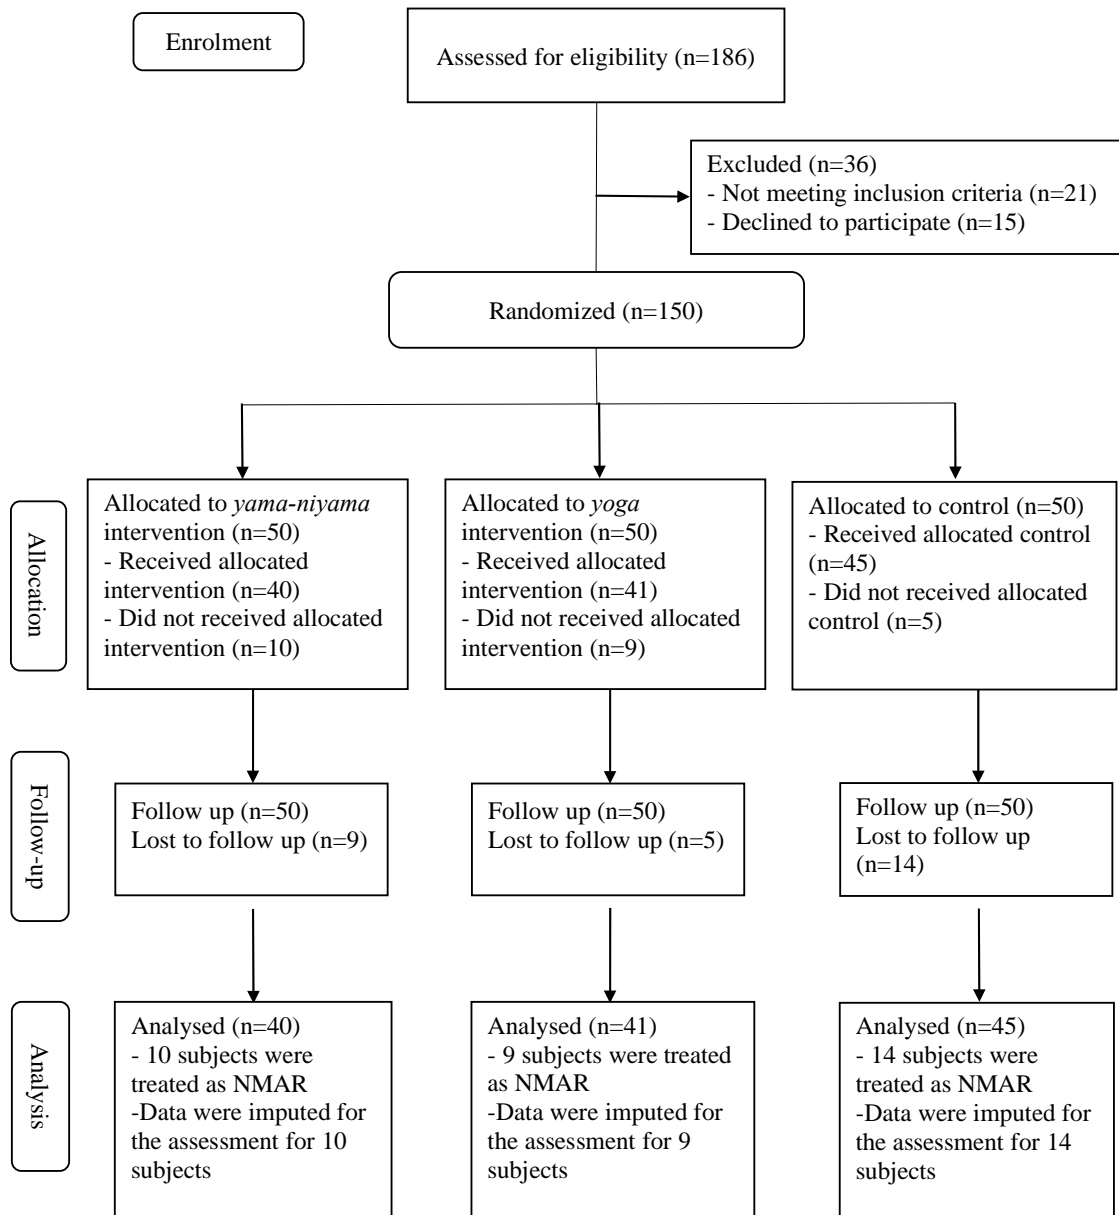 Enrolment
Assessed for eligibility (n=186)
Excluded (n=36)
- Not meeting inclusion criteria (n=21)
- Declined to participate (n=15)
Randomized (n=150)
Allocation
Allocated to yama-niyama
intervention (n=50)
- Received allocated
intervention (n=40)
- Did not received allocated
intervention (n=10)
Allocated to yoga
intervention (n=50)
- Received allocated
intervention (n=41)
- Did not received allocated
intervention (n=9)
Allocated to control (n=50)
- Received allocated control
(n=45)
- Did not received allocated
control (n=5)
Follow-up
Follow up (n=50)
Lost to follow up (n=9)
Follow up (n=50)
Lost to follow up (n=5)
Follow up (n=50)
Lost to follow up
(n=14)
Analysis
Analysed (n=40)
- 10 subjects were
treated as NMAR
-Data were imputed for
the assessment for 10
subjects
Analysed (n=41)
- 9 subjects were treated
as NMAR
-Data were imputed for
the assessment for 9
subjects
Analysed (n=45)
- 14 subjects were
treated as NMAR
-Data were imputed for
the assessment for 14
subjects